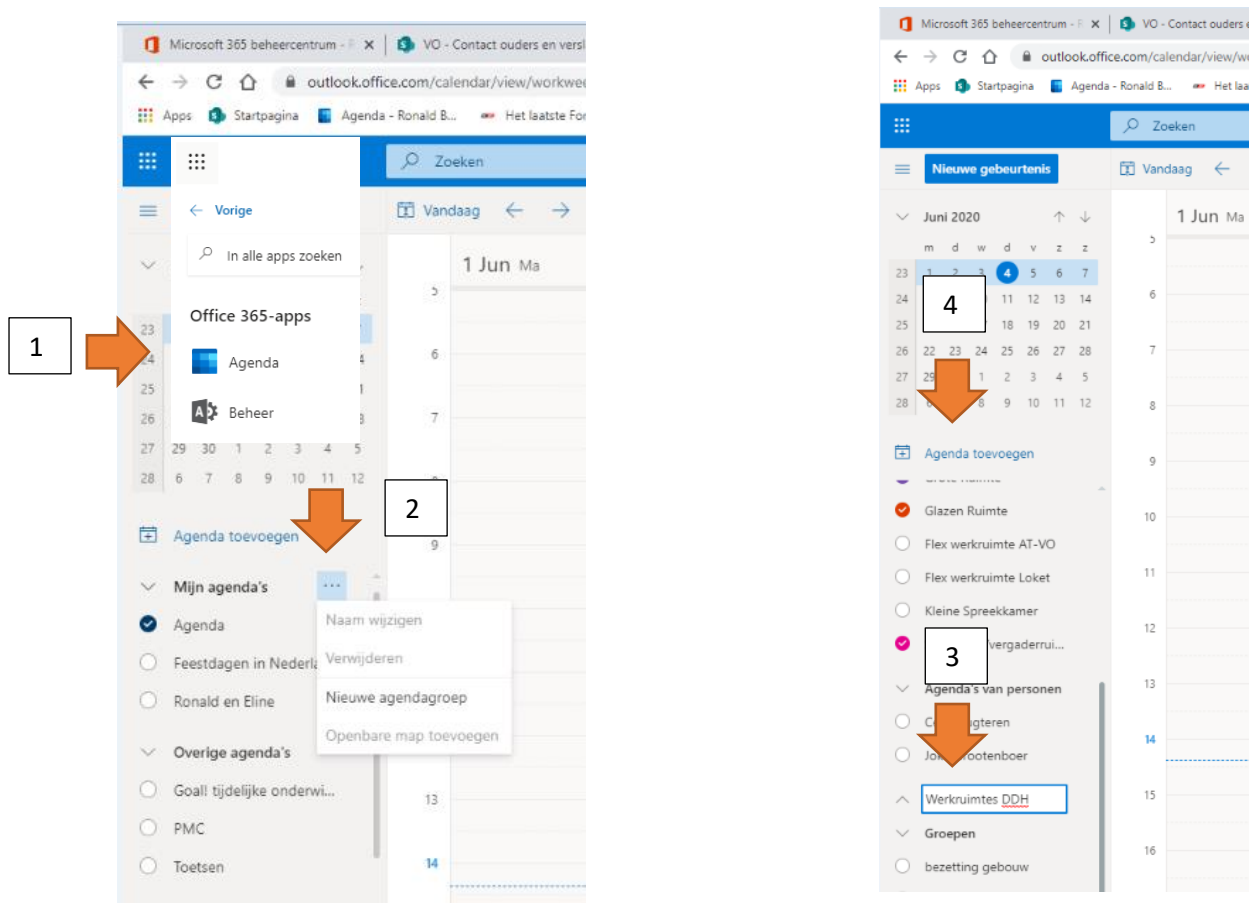 Microsoft 365 beheercentrum -
VO - Contact ouders en versl
outlook.office.com/calendar/view/workwee
Apps Startpagina Agenda - Ronald B... Het laatste For
Zoeken
Vorige
Vandaag
In alle apps zoeken
1 Jun Ma
Office 365-apps
1
Agenda
Beheer
23
24
25
26
27 29 30 1 2 3 4 5
28 6 7 8 9 10 11 12
5
6
7
9
13
14
2
Agenda toevoegen
Mijn agenda's
Agenda
Feestdagen in Nederla
Ronald en Eline
Naam wijzigen
Verwijderen
Nieuwe agendagroep
Openbare map toevoegen
Overige agenda's
Goal! tijdelijke onderwi...
PMC
Toetsen
Microsoft 365 beheercentrum -
VO - Contact ouders e
outlook.office.com/calendar/view/we
Apps Startpagina Agenda - Ronald B... Het laa
Zoeken
Nieuwe gebeurtenis
Vandaag
Juni 2020
1 Jun Ma
m d w d v z z
23 1 2 3 4 5 6 7
24 11 12 13 14
25 18 19 20 21
26 22 23 24 25 26 27 28
27 29 1 2 3 4 5
28 8 9 10 11 12
4
5
6
7
8
9
10
11
12
13
14
15
16
Agenda toevoegen
Glazen Ruimte
Flex werkruimte AT-VO
Flex werkruimte Loket
Kleine Spreekkamer
vergaderrui...
3
Agenda's van personen
gteren
ootenboer
Werkruimtes DDH
Groepen
bezetting gebouw